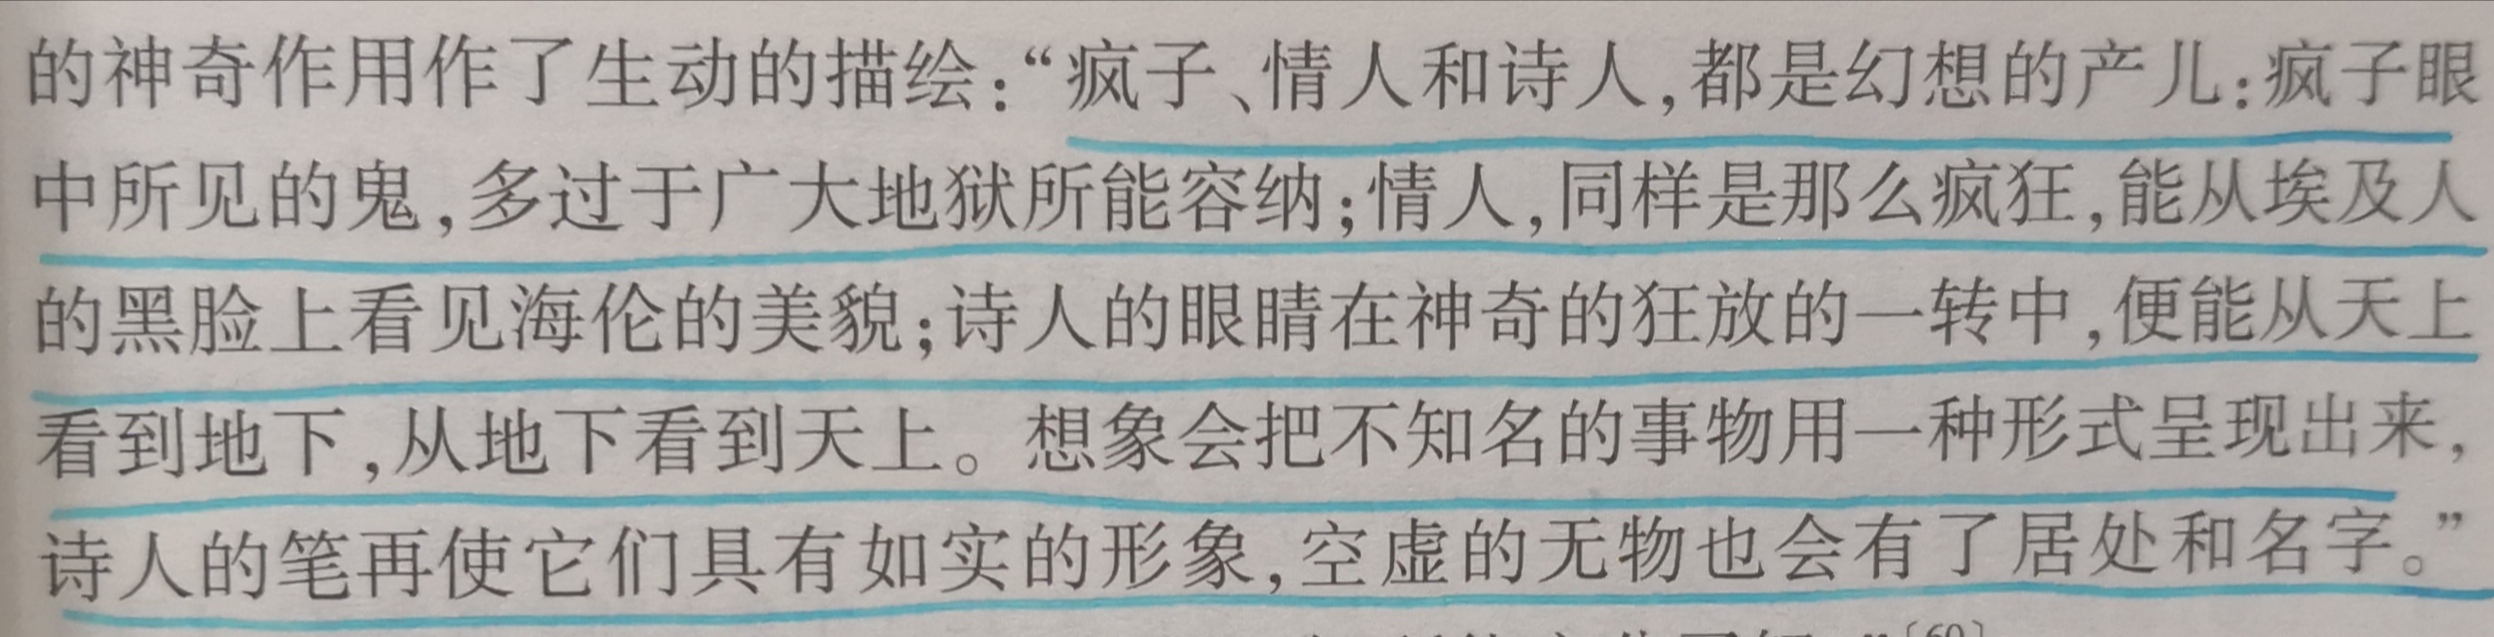 的神奇作用作了生动的描绘：“疯子、情人和诗人，都是幻想的产儿：疯子眼
中所见的鬼，多过于广大地狱所能容纳；情人，同样是那么疯狂，能从埃及人
的黑脸上看见海伦的美貌；诗人的眼睛在神奇的狂放的一转中，便能从天上
看到地下，从地下看到天上。想象会把不知名的事物用一种形式呈现出来，
诗人的笔再使它们具有如实的形象，空虚的无物也会有了居处和名字。”